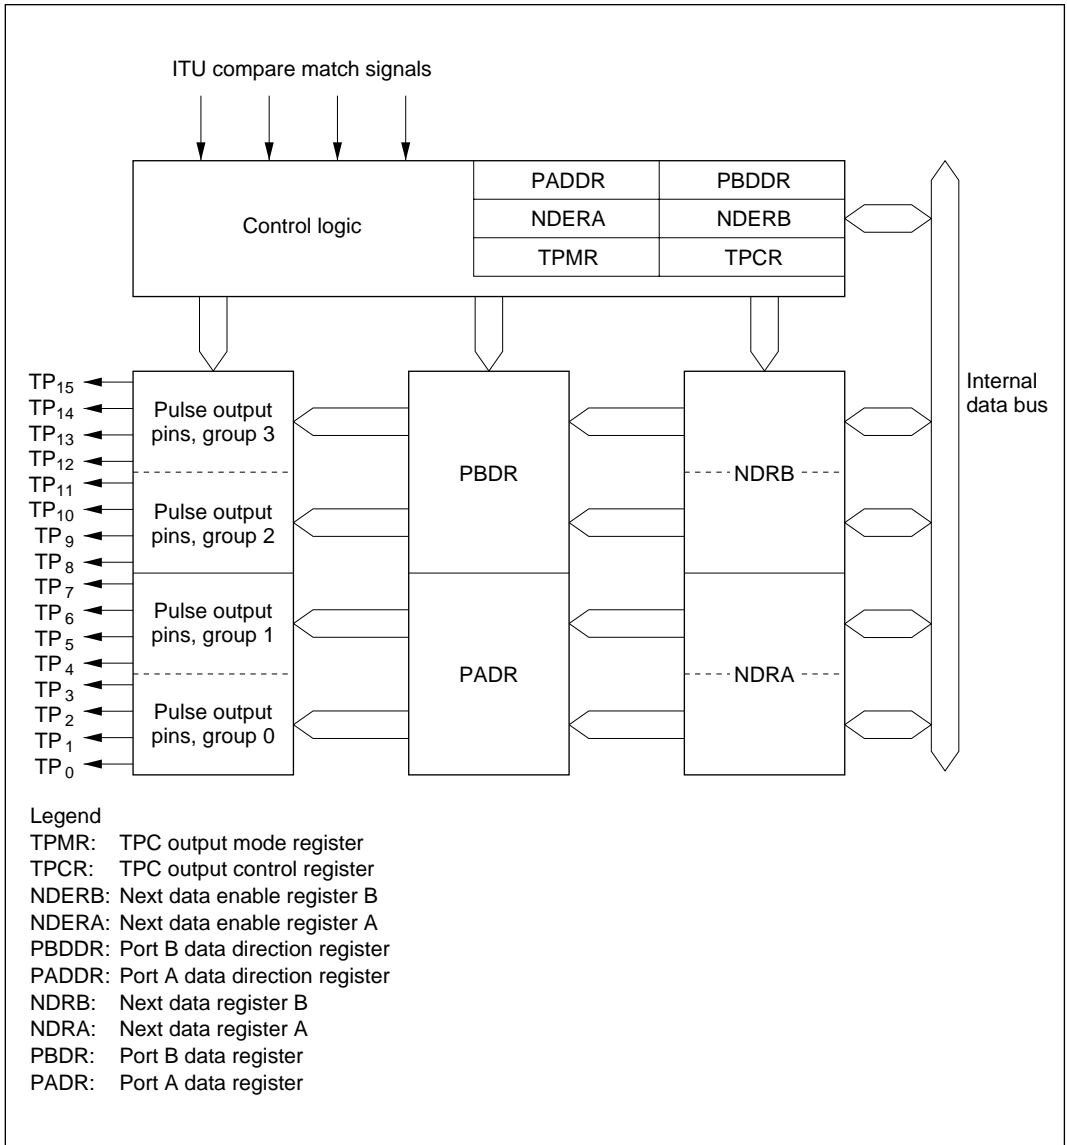 ITU compare match signals
PADDR PBDDR
Control logic NDERA NDERB
TPMR TPCR
Internal
data bus
TP15
TP14
TP13
TP12
TP11
TP10
TP9
TP8
TP7
TP6
TP5
TP4
TP3
TP2
TP1
TP0
Pulse output
pins, group 3
Pulse output
pins, group 2
Pulse output
pins, group 1
Pulse output
pins, group 0
PBDR
PADR
NDRB
NDRA
Legend
TPMR: TPC output mode register
TPCR: TPC output control register
NDERB: Next data enable register B
NDERA: Next data enable register A
PBDDR: Port B data direction register
PADDR: Port A data direction register
NDRB: Next data register B
NDRA: Next data register A
PBDR: Port B data register
PADR: Port A data register